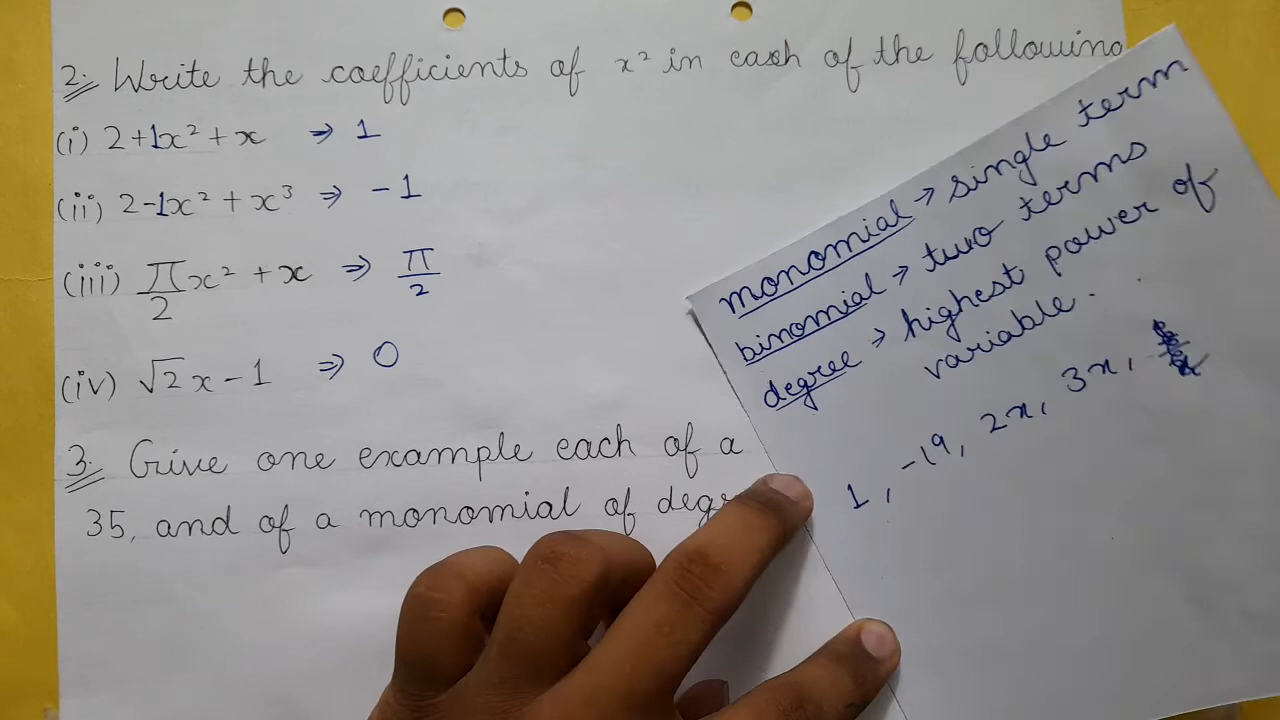 2. Write the coefficients of x² in each of the following
(i) 2+1x² + x ⇒ 1
(ii) 2-1x² + x³ ⇒ -1
(iii) π/2 x² + x ⇒ π/2
(iv) √2 x - 1 ⇒ 0
3. Give one example each of a
35, and of a monomial of
monomial → single term
binomial → two terms
degree → highest power of
variable.
1, -19, 2x, 3x,